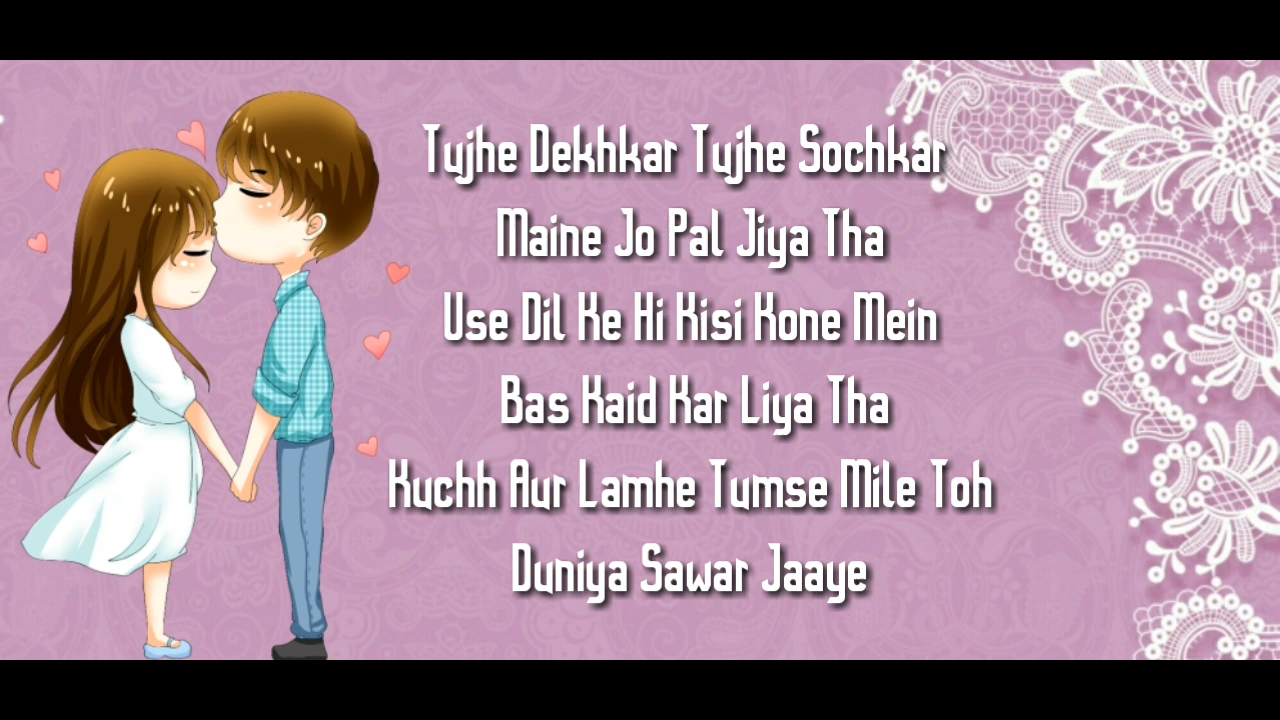 Tujhe Dekhkar Tujhe Sochkar
Maine Jo Pal Jiya Tha
Use Dil Ke Hi Kisi Kone Mein
Bas Kaid Kar Liya Tha
Kuchh Aur Lamhe Tumse Mile Toh
Duniya Sawar Jaaye